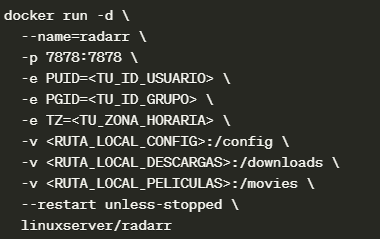 docker run -d \
--name=radarr \
-p 7878:7878 \
-e PUID=<TU_ID_USUARIO> \
-e PGID=<TU_ID_GRUPO> \
-e TZ=<TU_ZONA_HORARIA> \
-v <RUTA_LOCAL_CONFIG>:/config \
-v <RUTA_LOCAL_DESCARGAS>:/downloads \
-v <RUTA_LOCAL_PELICULAS>:/movies \
--restart unless-stopped \
linuxserver/radarr